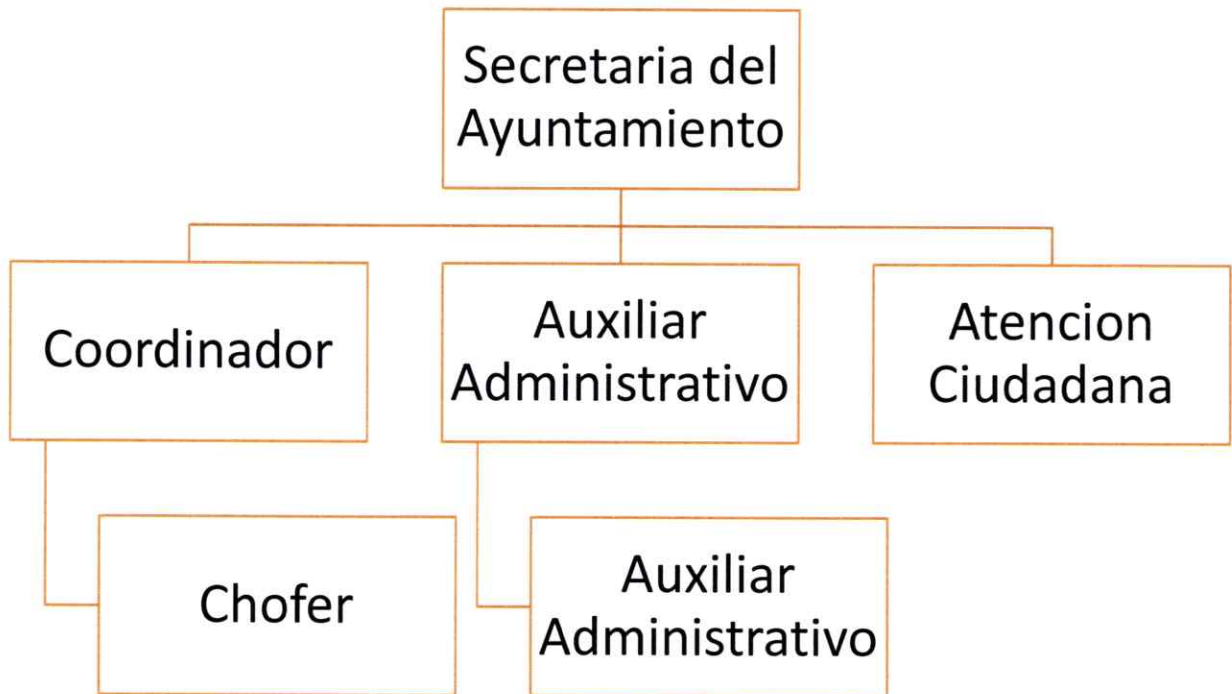 Secretaria del
Ayuntamiento
Coordinador
Auxiliar
Administrativo
Atencion
Ciudadana
Chofer
Auxiliar
Administrativo